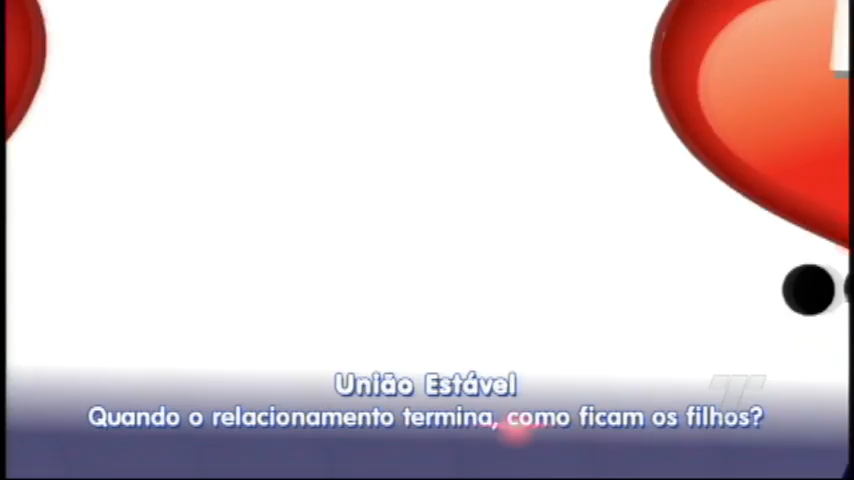 União Estável
Quando o relacionamento termina, como ficam os filhos?